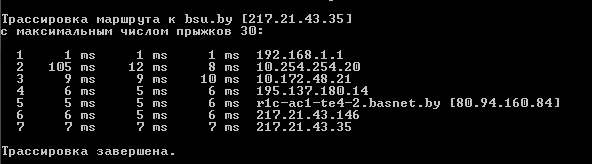 Трассировка маршрута к bsu.by [217.21.43.35]
с максимальным числом прыжков 30:
1 1 ms 1 ms 1 ms 192.168.1.1
2 105 ms 12 ms 8 ms 10.254.254.20
3 9 ms 9 ms 10 ms 10.172.48.21
4 6 ms 5 ms 6 ms 195.137.180.14
5 5 ms 5 ms 6 ms r1c-ac1-te4-2.basnet.by [80.94.160.84]
6 6 ms 5 ms 6 ms 217.21.43.146
7 7 ms 7 ms 7 ms 217.21.43.35
Трассировка завершена.